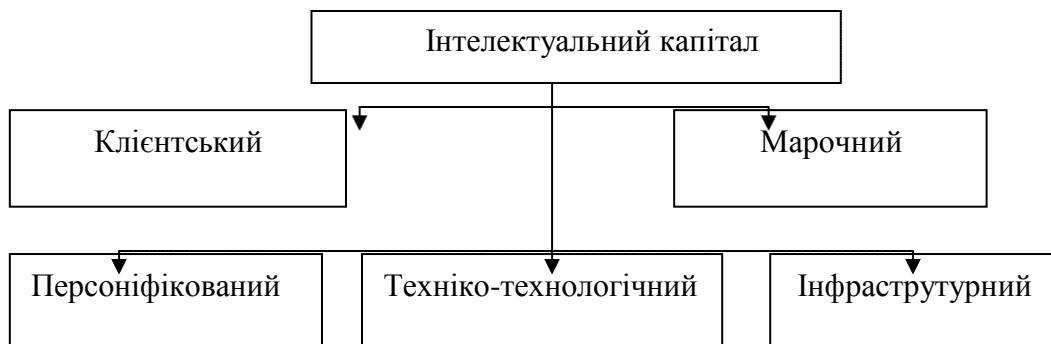 Інтелектуальний капітал
Клієнтський
Марочний
Персоніфікований
Техніко-технологічний
Інфраструтурний